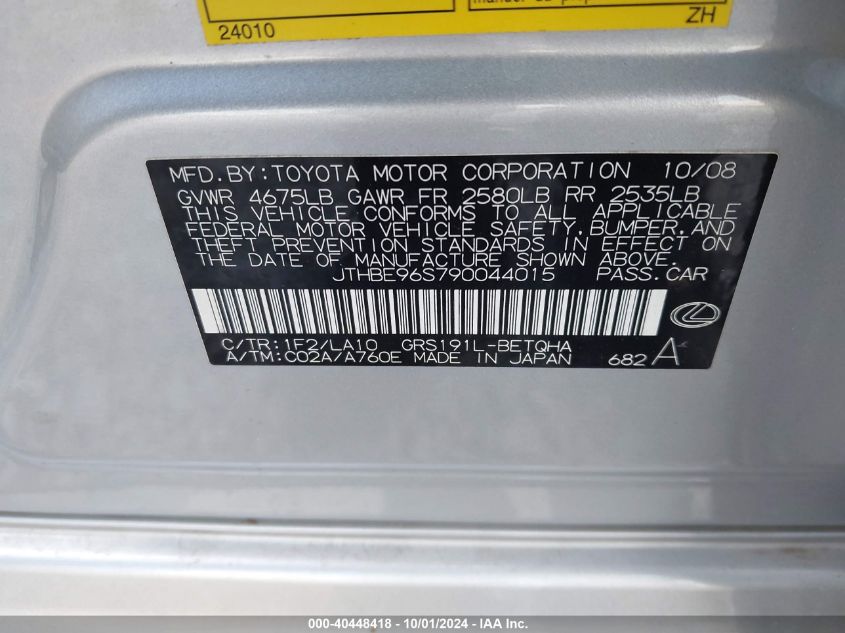 24010
ZH
MFD. BY: TOYOTA MOTOR CORPORATION 10/08
GVWR 4675LB GAWR FR 2580LB RR 2535LB
THIS VEHICLE CONFORMS TO ALL APPLICABLE
FEDERAL MOTOR VEHICLE SAFETY, BUMPER, AND
THEFT PREVENTION STANDARDS IN EFFECT ON
THE DATE OF MANUFACTURE SHOWN ABOVE.
JTHBE96S790044015 PASS. CAR
C/TR: 1F2/LA10 GRS191L-BETQHA
A/TM: C02A/A760E MADE IN JAPAN 682 A
000-40448418 - 10/01/2024 - IAA Inc.